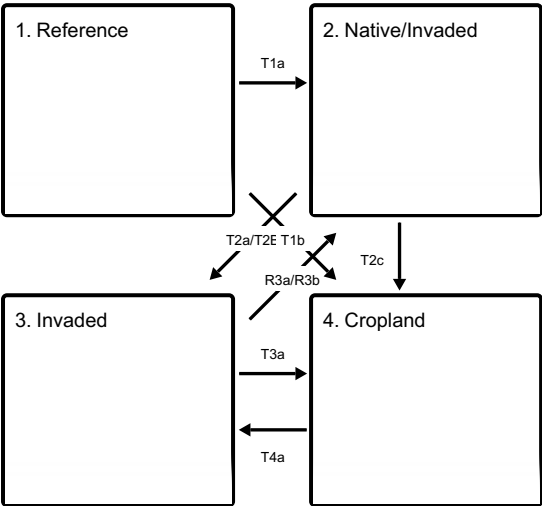 1. Reference
2. Native/Invaded
T1a
T2a/T2E T1b
T2c
R3a/R3b
3. Invaded
4. Cropland
T3a
T4a